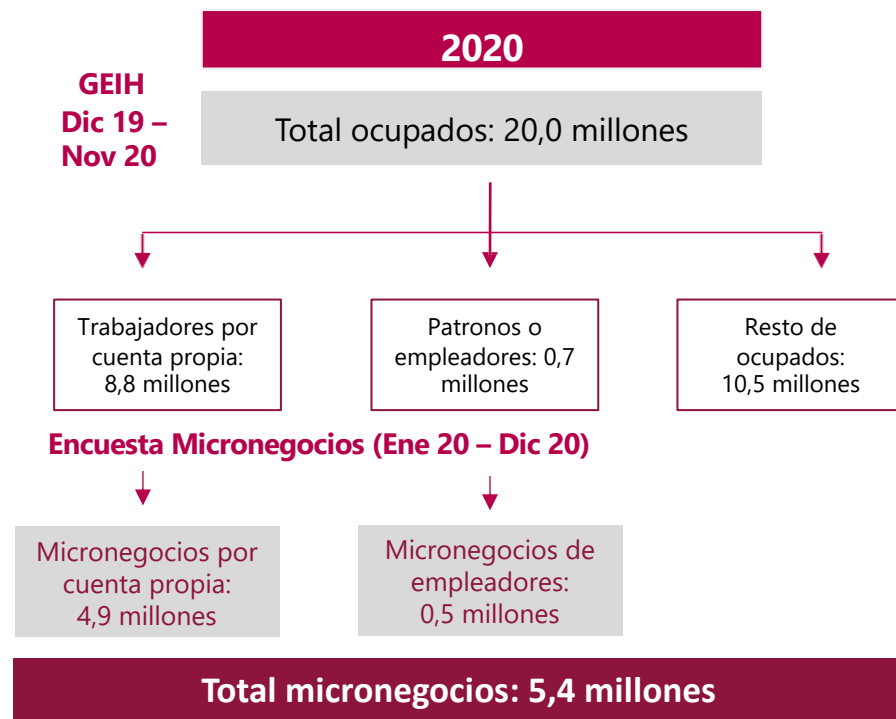 2020
GEIH
Dic 19 –
Nov 20
Total ocupados: 20,0 millones
Trabajadores por
cuenta propia:
8,8 millones
Patronos o
empleadores: 0,7
millones
Resto de
ocupados:
10,5 millones
Encuesta Micronegocios (Ene 20 – Dic 20)
Micronegocios por
cuenta propia:
4,9 millones
Micronegocios de
empleadores:
0,5 millones
Total micronegocios: 5,4 millones